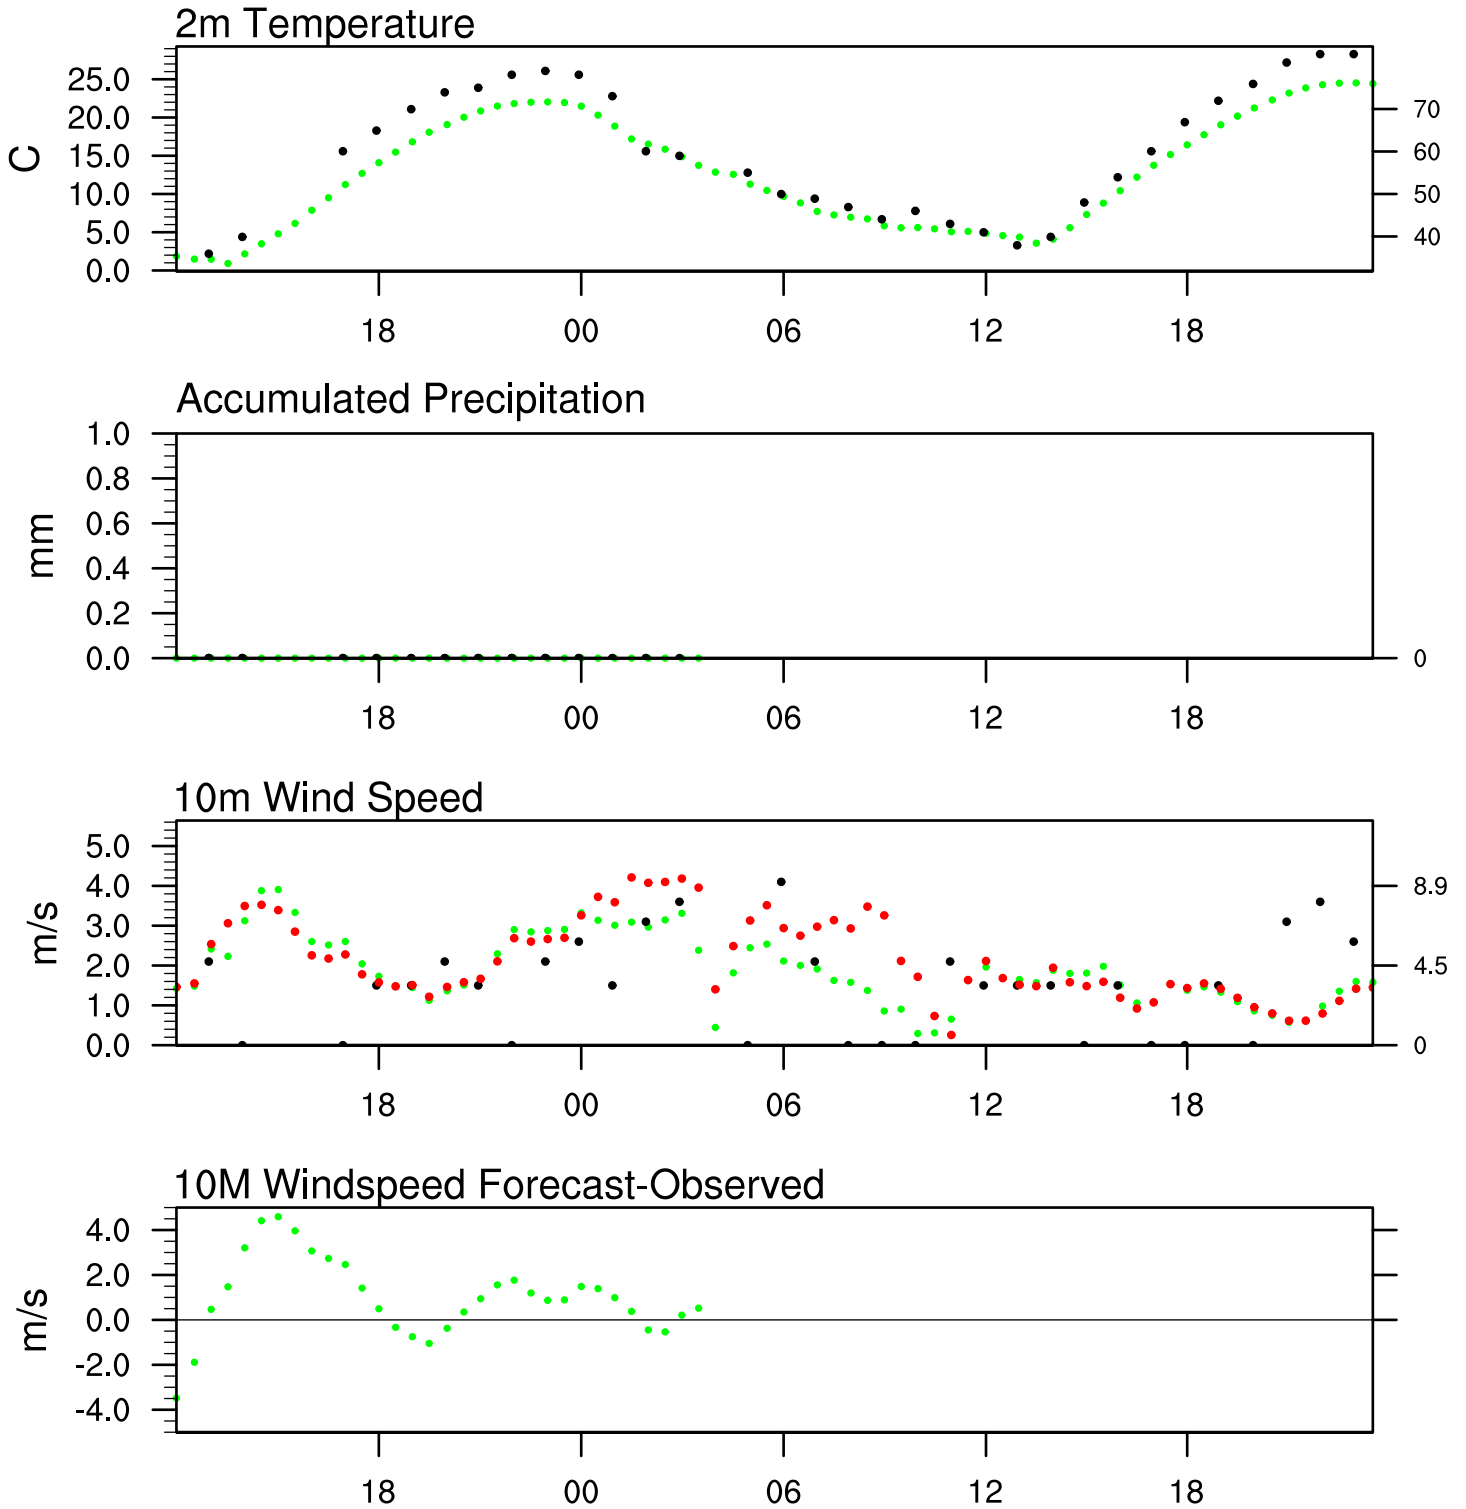 2m Temperature
C
25.0
20.0
15.0
10.0
5.0
0.0
70
60
50
40
18 00 06 12 18
Accumulated Precipitation
mm
1.0
0.8
0.6
0.4
0.2
0.0
0
18 00 06 12 18
10m Wind Speed
m/s
5.0
4.0
3.0
2.0
1.0
0.0
8.9
4.5
0
18 00 06 12 18
10M Windspeed Forecast-Observed
m/s
4.0
2.0
0.0
-2.0
-4.0
18 00 06 12 18